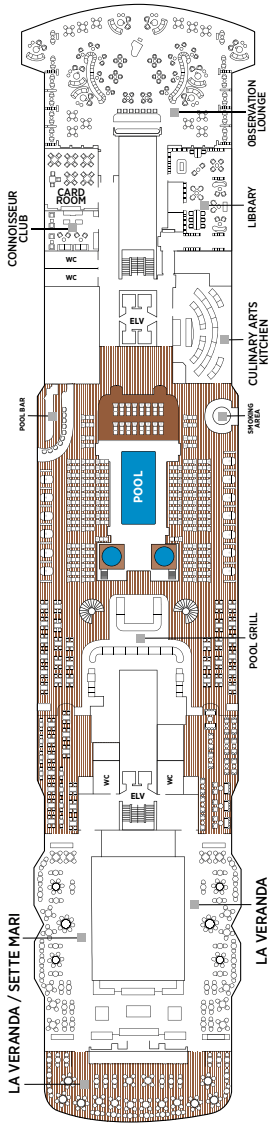 OBSERVATION
LOUNGE
CARD
ROOM
CONNOISSEUR
CLUB
LIBRARY
WC
WC
ELV
CULINARY ARTS
KITCHEN
POOL BAR
SMOKING
AREA
POOL
POOL GRILL
WC
WC
ELV
LA VERANDA
LA VERANDA / SETTE MARI